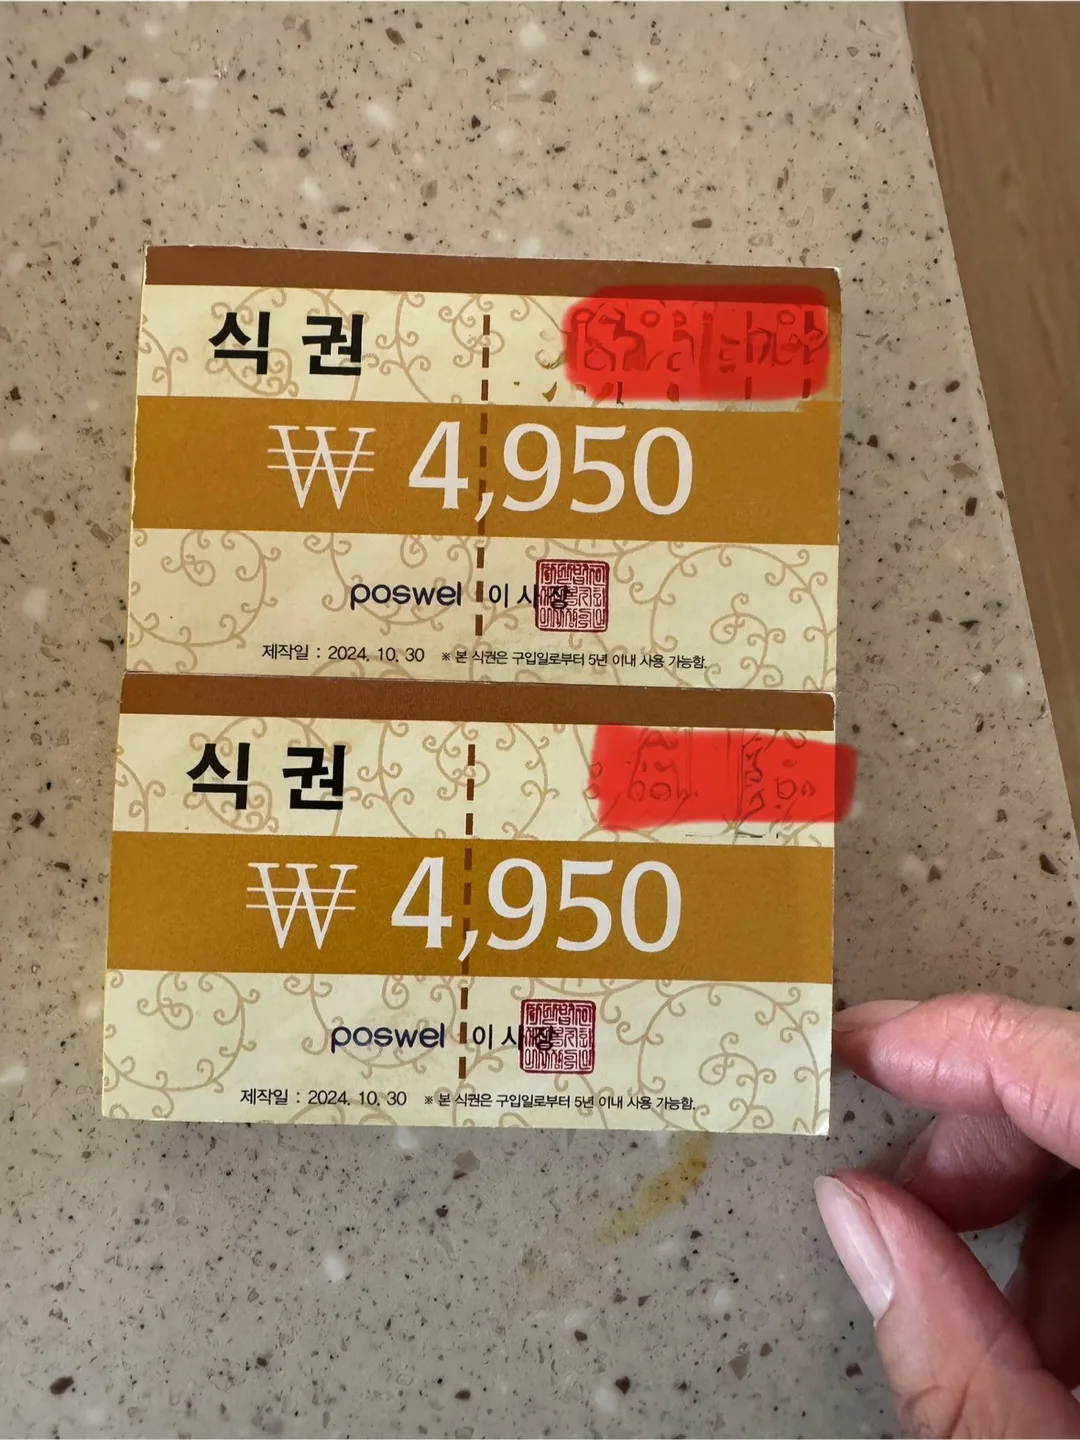 식 권
₩ 4,950
poswel 이 사 장
제작일 : 2024. 10. 30 ※ 본 식권은 구입일로부터 5년 이내 사용 가능함.
식 권
₩ 4,950
poswel 이 사 장
제작일 : 2024. 10. 30 ※ 본 식권은 구입일로부터 5년 이내 사용 가능함.